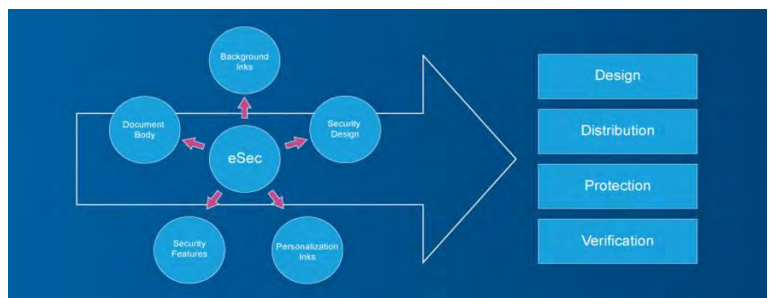 Background
Inks
Document
Body
Security
Design
eSec
Security
Features
Personalization
Inks
Design
Distribution
Protection
Verification